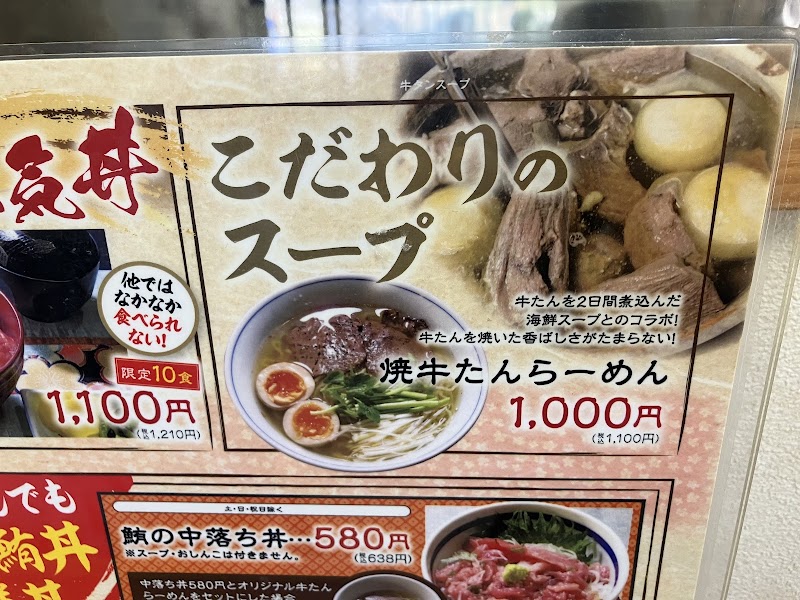 牛タンスープ
気丼
こだわりの
スープ
他では
なかなか
食べられ
ない!
限定10食
1,100円
(税込1,210円)
牛たんを2日間煮込んだ
海鮮スープとのコラボ!
牛たんを焼いた香ばしさがたまらない!
焼牛たんらーめん
1,000円
(税込1,100円)
でも
鮪丼
土・日・祝日除く
鮪の中落ち丼…580円
※スープ・おしんこは付きません。
(税込638円)
中落ち丼580円とオリジナル牛たん
らーめんをセットにした場合